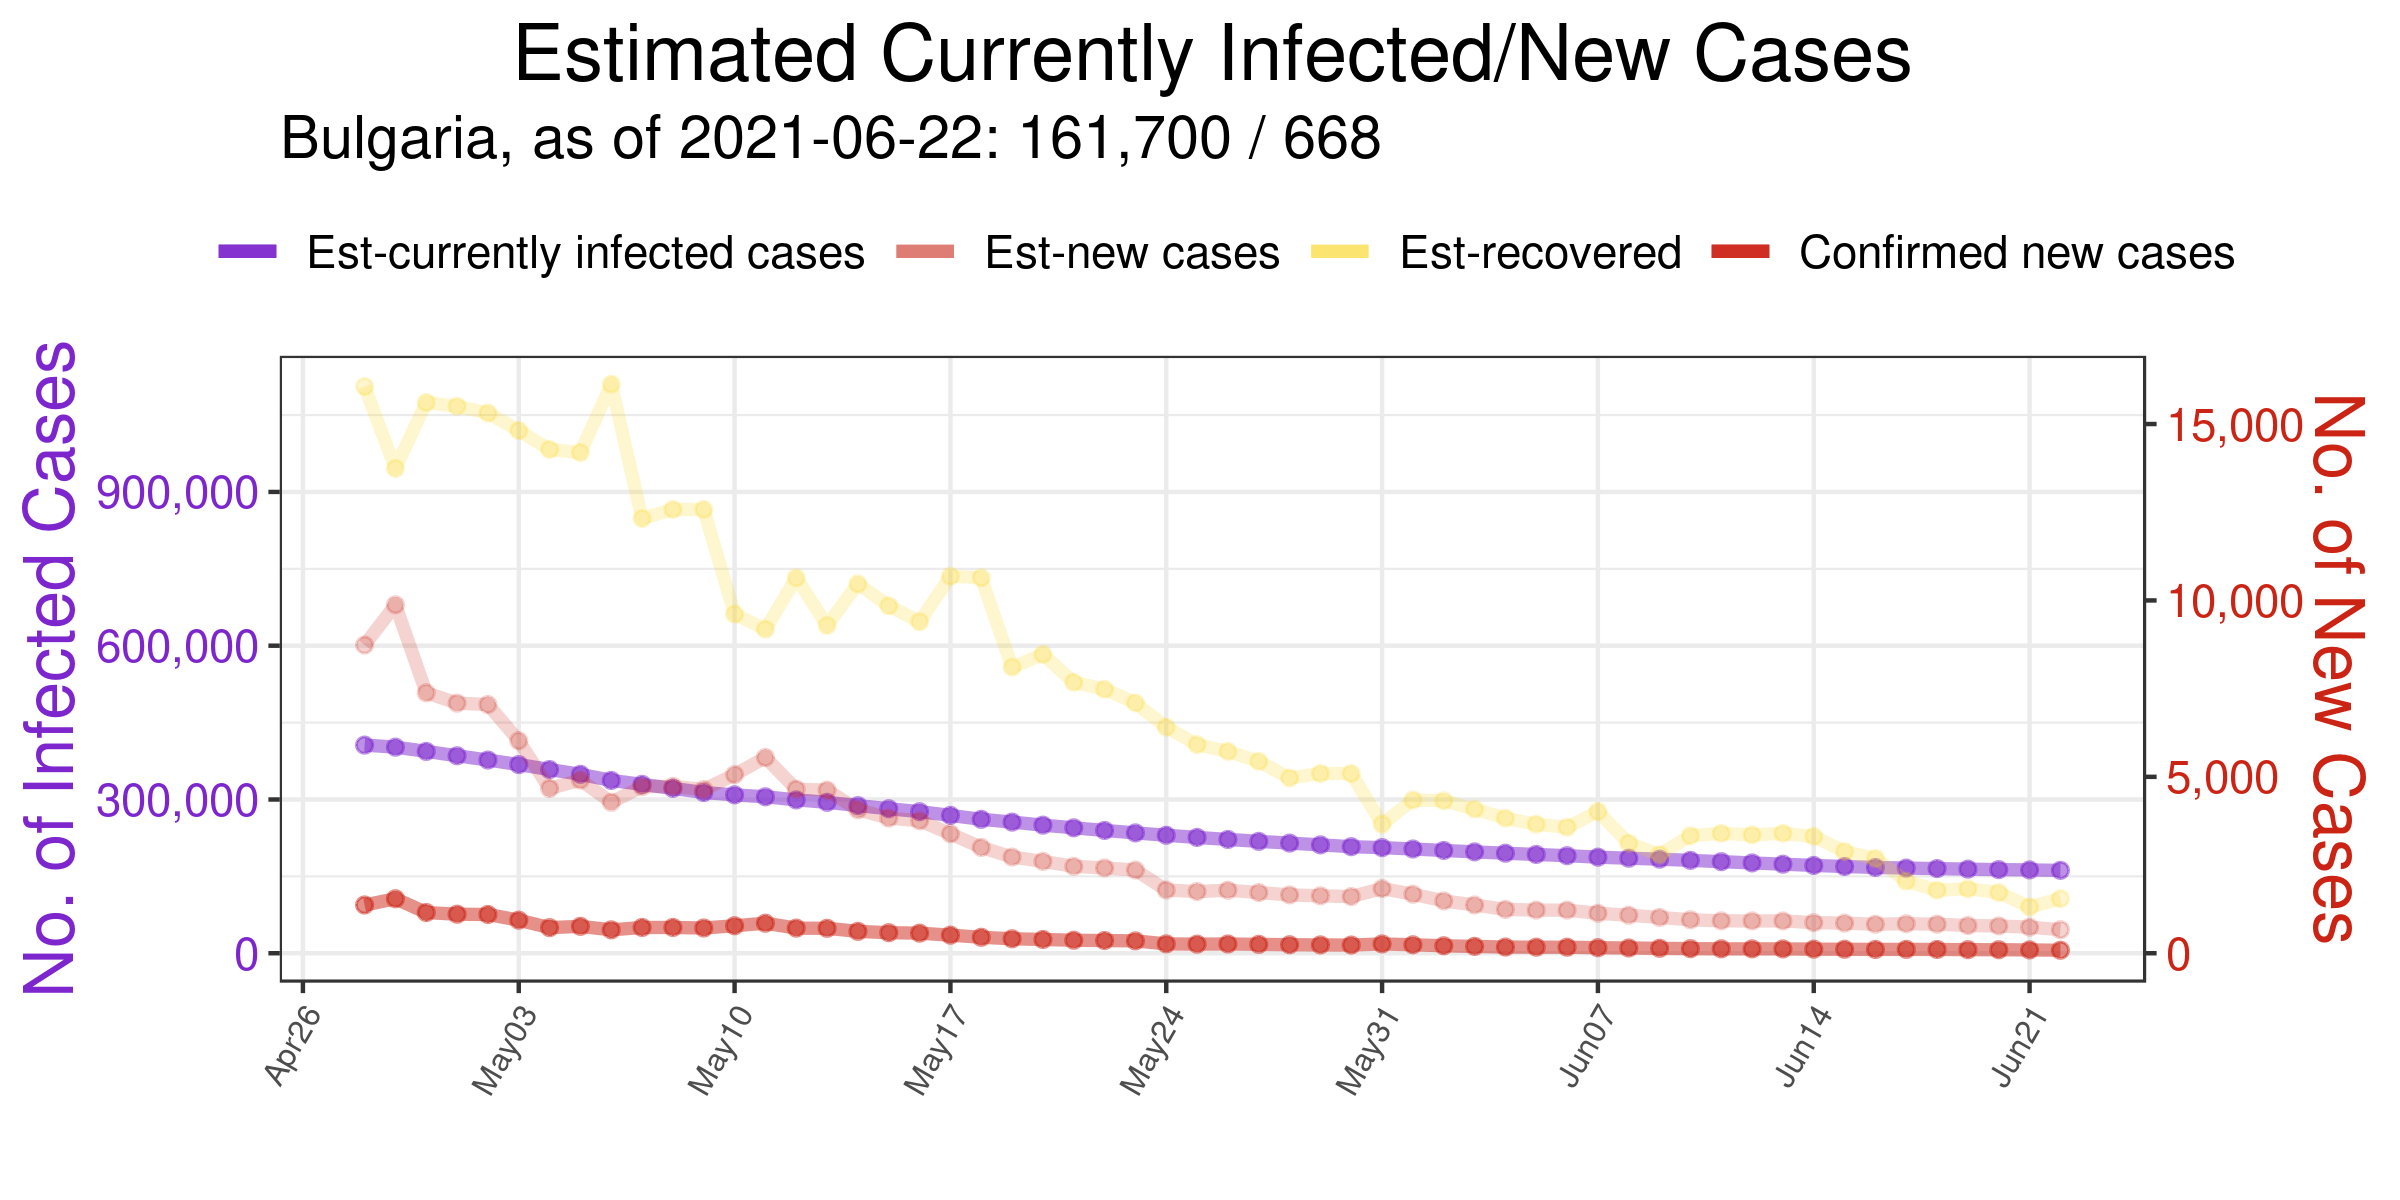 Estimated Currently Infected/New Cases
Bulgaria, as of 2021-06-22: 161,700 / 668
Est-currently infected cases Est-new cases Est-recovered Confirmed new cases
No. of Infected Cases
900,000
600,000
300,000
0
15,000
10,000
5,000
0
No. of New Cases
Apr26 May03 May10 May17 May24 May31 Jun07 Jun14 Jun21